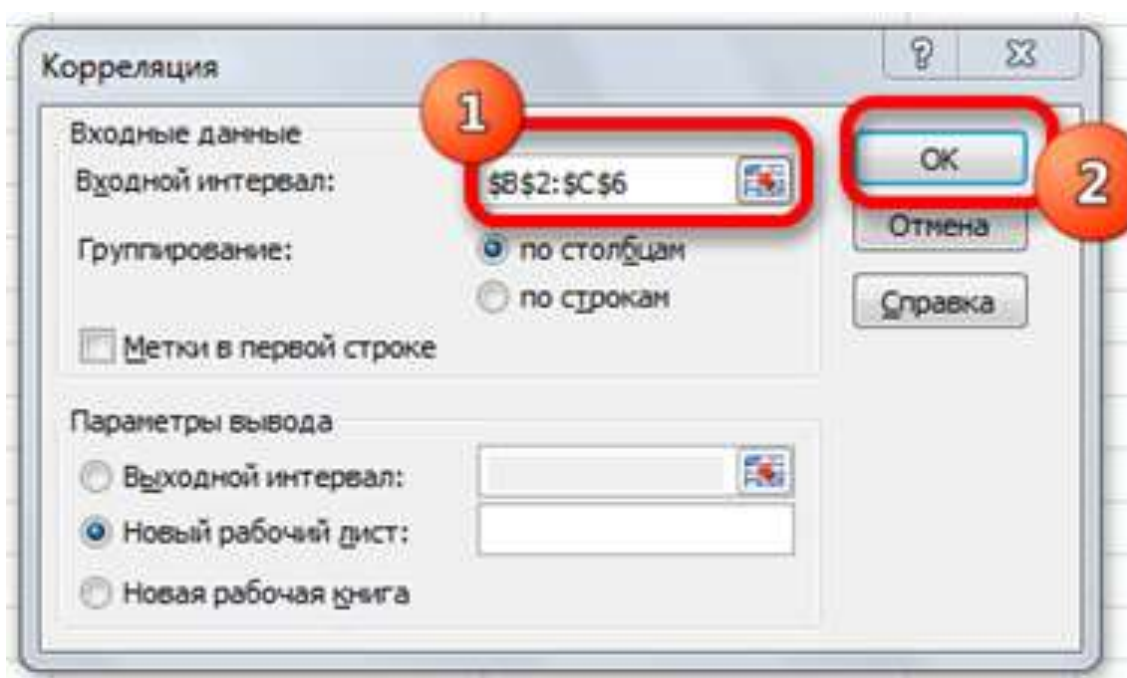 Корреляция
Входные данные
1
Входной интервал: $B$2:$C$6
OK
2
Группирование: по столбцам
Отмена
по строкам
Справка
Метки в первой строке
Параметры вывода
Выходной интервал:
Новый рабочий лист:
Новая рабочая книга